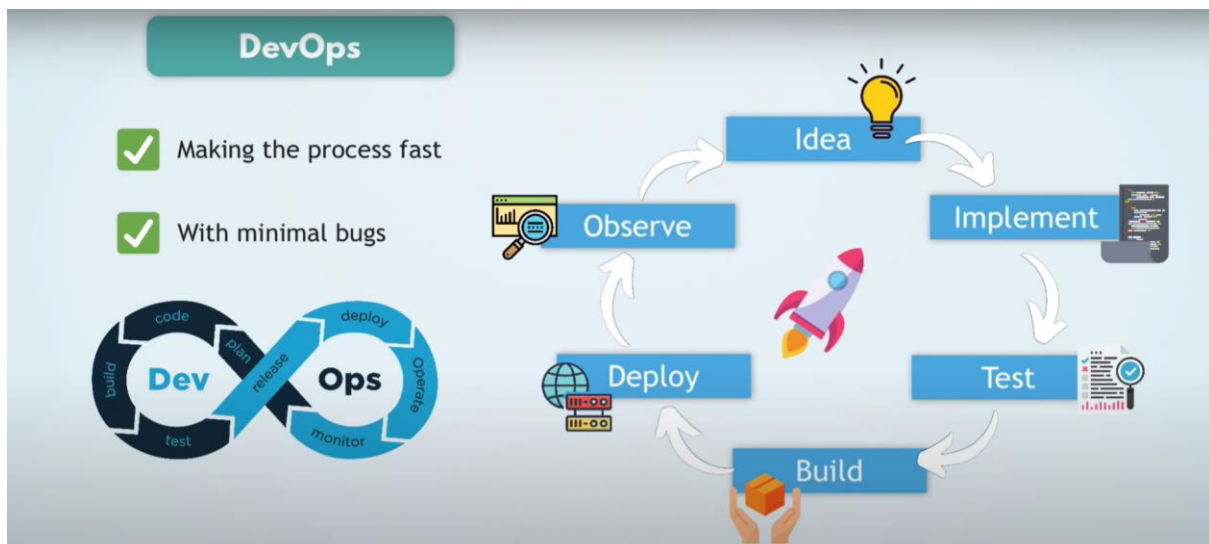 DevOps
Making the process fast
With minimal bugs
Dev
Ops
plan
code
build
test
release
deploy
Operate
monitor
Idea
Implement
Test
Build
Deploy
Observe